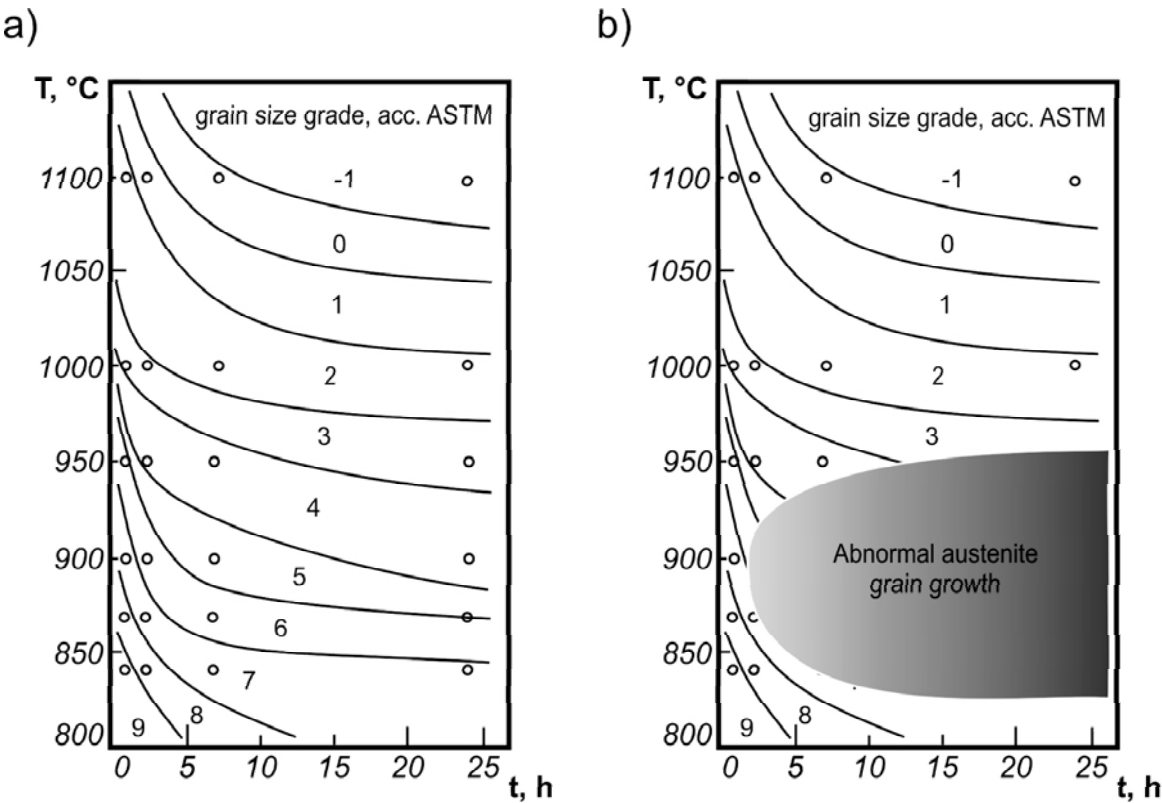 a)
T, °C
grain size grade, acc. ASTM
1100
-1
0
1050
1
1000
2
3
950
4
900
5
6
850
7
8
9
800
0 5 10 15 20 25
t, h
b)
T, °C
grain size grade, acc. ASTM
1100
-1
0
1050
1
1000
2
3
950
900
Abnormal austenite
grain growth
850
8
9
800
0 5 10 15 20 25
t, h